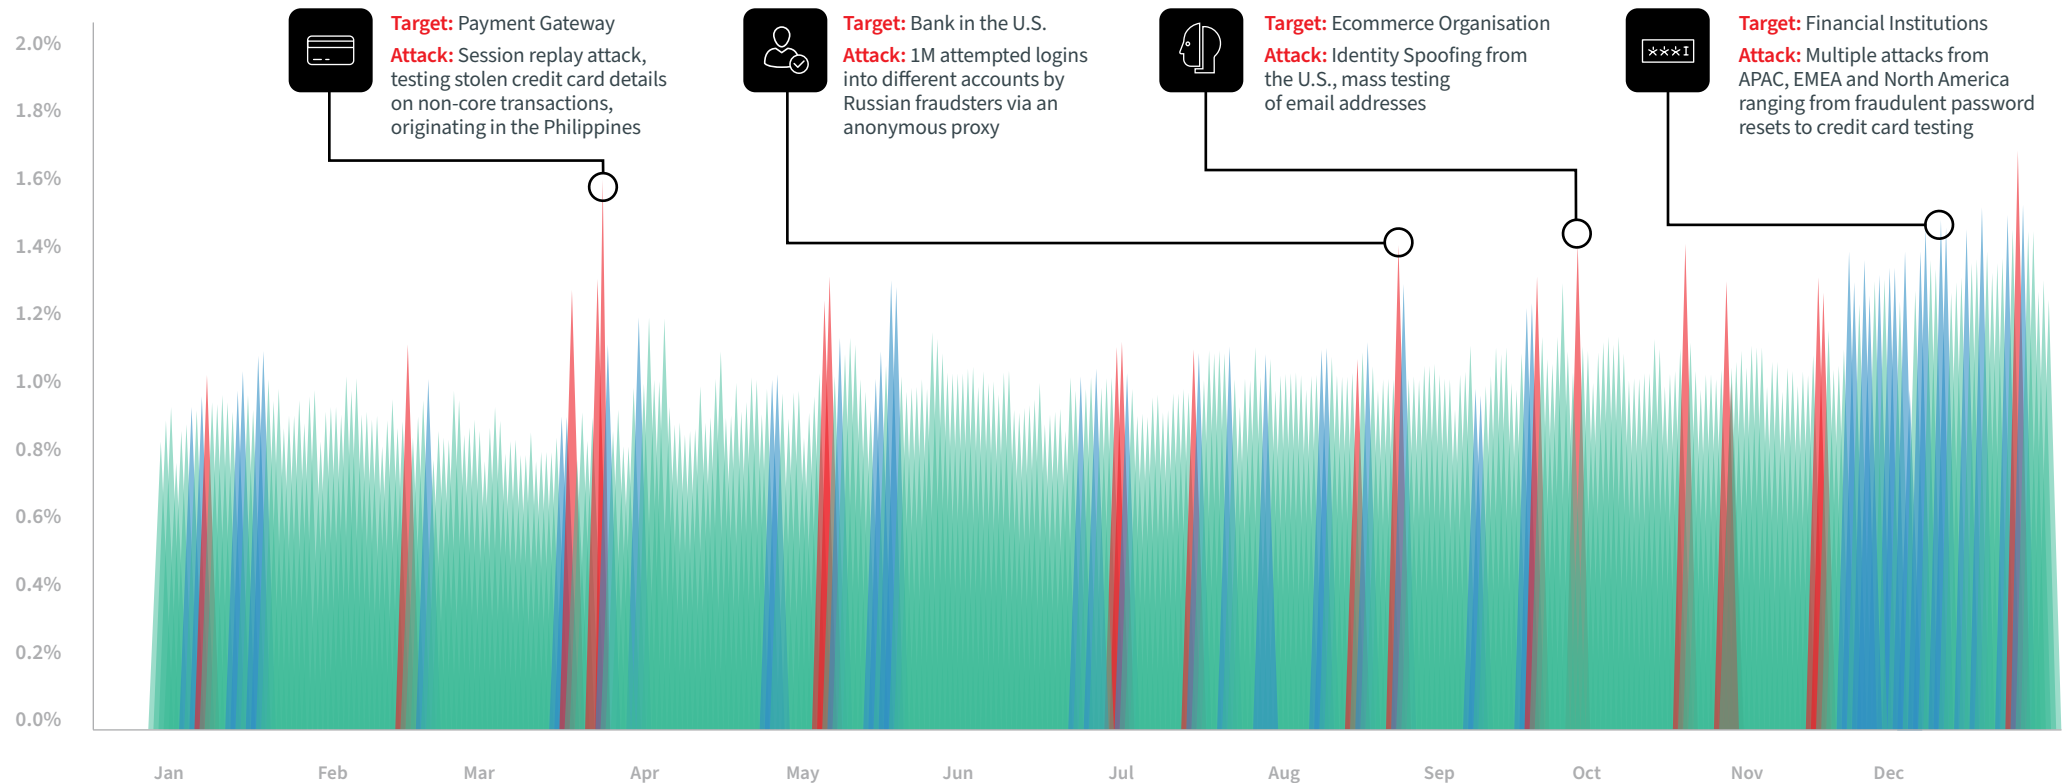 Target: Payment Gateway
Attack: Session replay attack,
testing stolen credit card details
on non-core transactions,
originating in the Philippines
Target: Bank in the U.S.
Attack: 1M attempted logins
into different accounts by
Russian fraudsters via an
anonymous proxy
Target: Ecommerce Organisation
Attack: Identity Spoofing from
the U.S., mass testing
of email addresses
***I
Target: Financial Institutions
Attack: Multiple attacks from
APAC, EMEA and North America
ranging from fraudulent password
resets to credit card testing
2.0%
1.8%
1.6%
1.4%
1.2%
1.0%
0.8%
0.6%
0.4%
0.2%
0.0%
Jan Feb Mar Apr May Jun Jul Aug Sep Oct Nov Dec